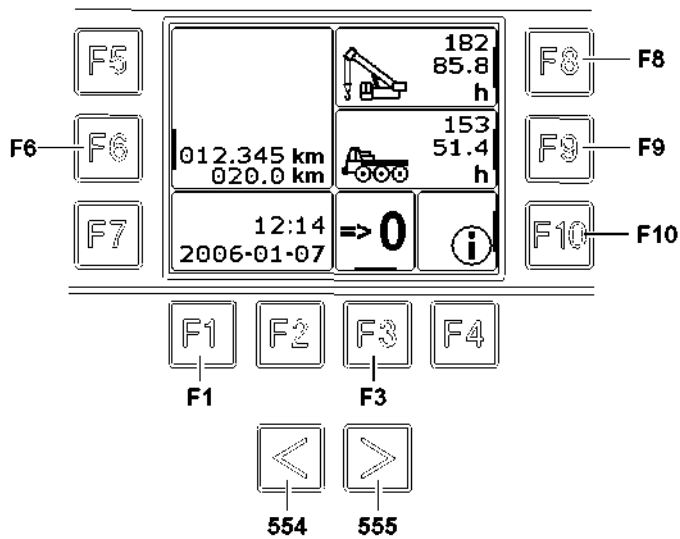 F5
182
85.8
h
F8
F8
F6
F6
012.345 km
020.0 km
153
51.4
h
F9
F9
F7
12:14
2006-01-07
=> 0
i
F10
F10
F1
F2
F3
F4
F1
F3
<
>
554
555